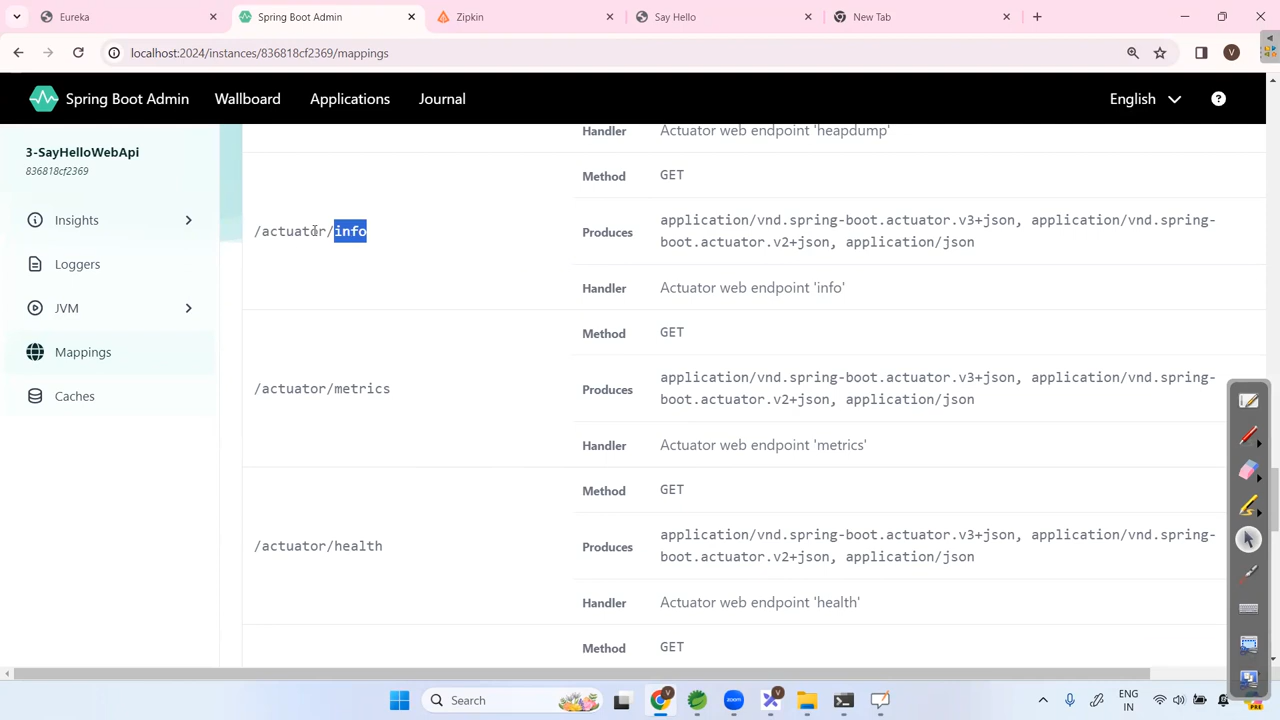 Eureka
Spring Boot Admin
Zipkin
Say Hello
New Tab
localhost:2024/instances/836818cf2369/mappings
V
Spring Boot Admin
Wallboard
Applications
Journal
English
3-SayHelloWebApi
836818cf2369
Insights
Loggers
JVM
Mappings
Caches
Handler Actuator web endpoint 'heapdump'
Method GET
/actuator/info
Produces application/vnd.spring-boot.actuator.v3+json, application/vnd.spring-
boot.actuator.v2+json, application/json
Handler Actuator web endpoint 'info'
Method GET
/actuator/metrics
Produces application/vnd.spring-boot.actuator.v3+json, application/vnd.spring-
boot.actuator.v2+json, application/json
Handler Actuator web endpoint 'metrics'
Method GET
/actuator/health
Produces application/vnd.spring-boot.actuator.v3+json, application/vnd.spring-
boot.actuator.v2+json, application/json
Handler Actuator web endpoint 'health'
Method GET
Search
V
V
ENG
IN
PRE